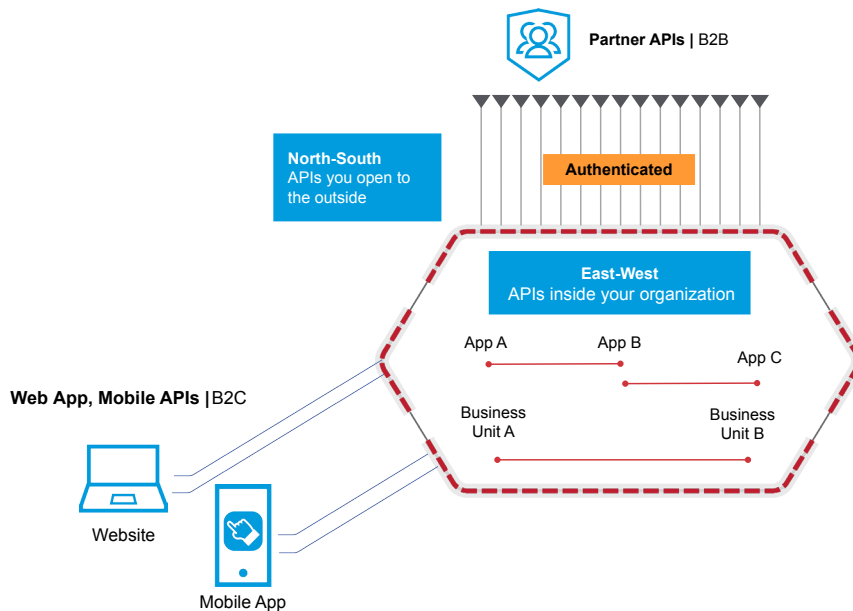 Partner APIs | B2B
North-South
APIs you open to
the outside
Authenticated
East-West
APIs inside your organization
App A
App B
App C
Web App, Mobile APIs |B2C
Business
Unit A
Business
Unit B
Website
Mobile App